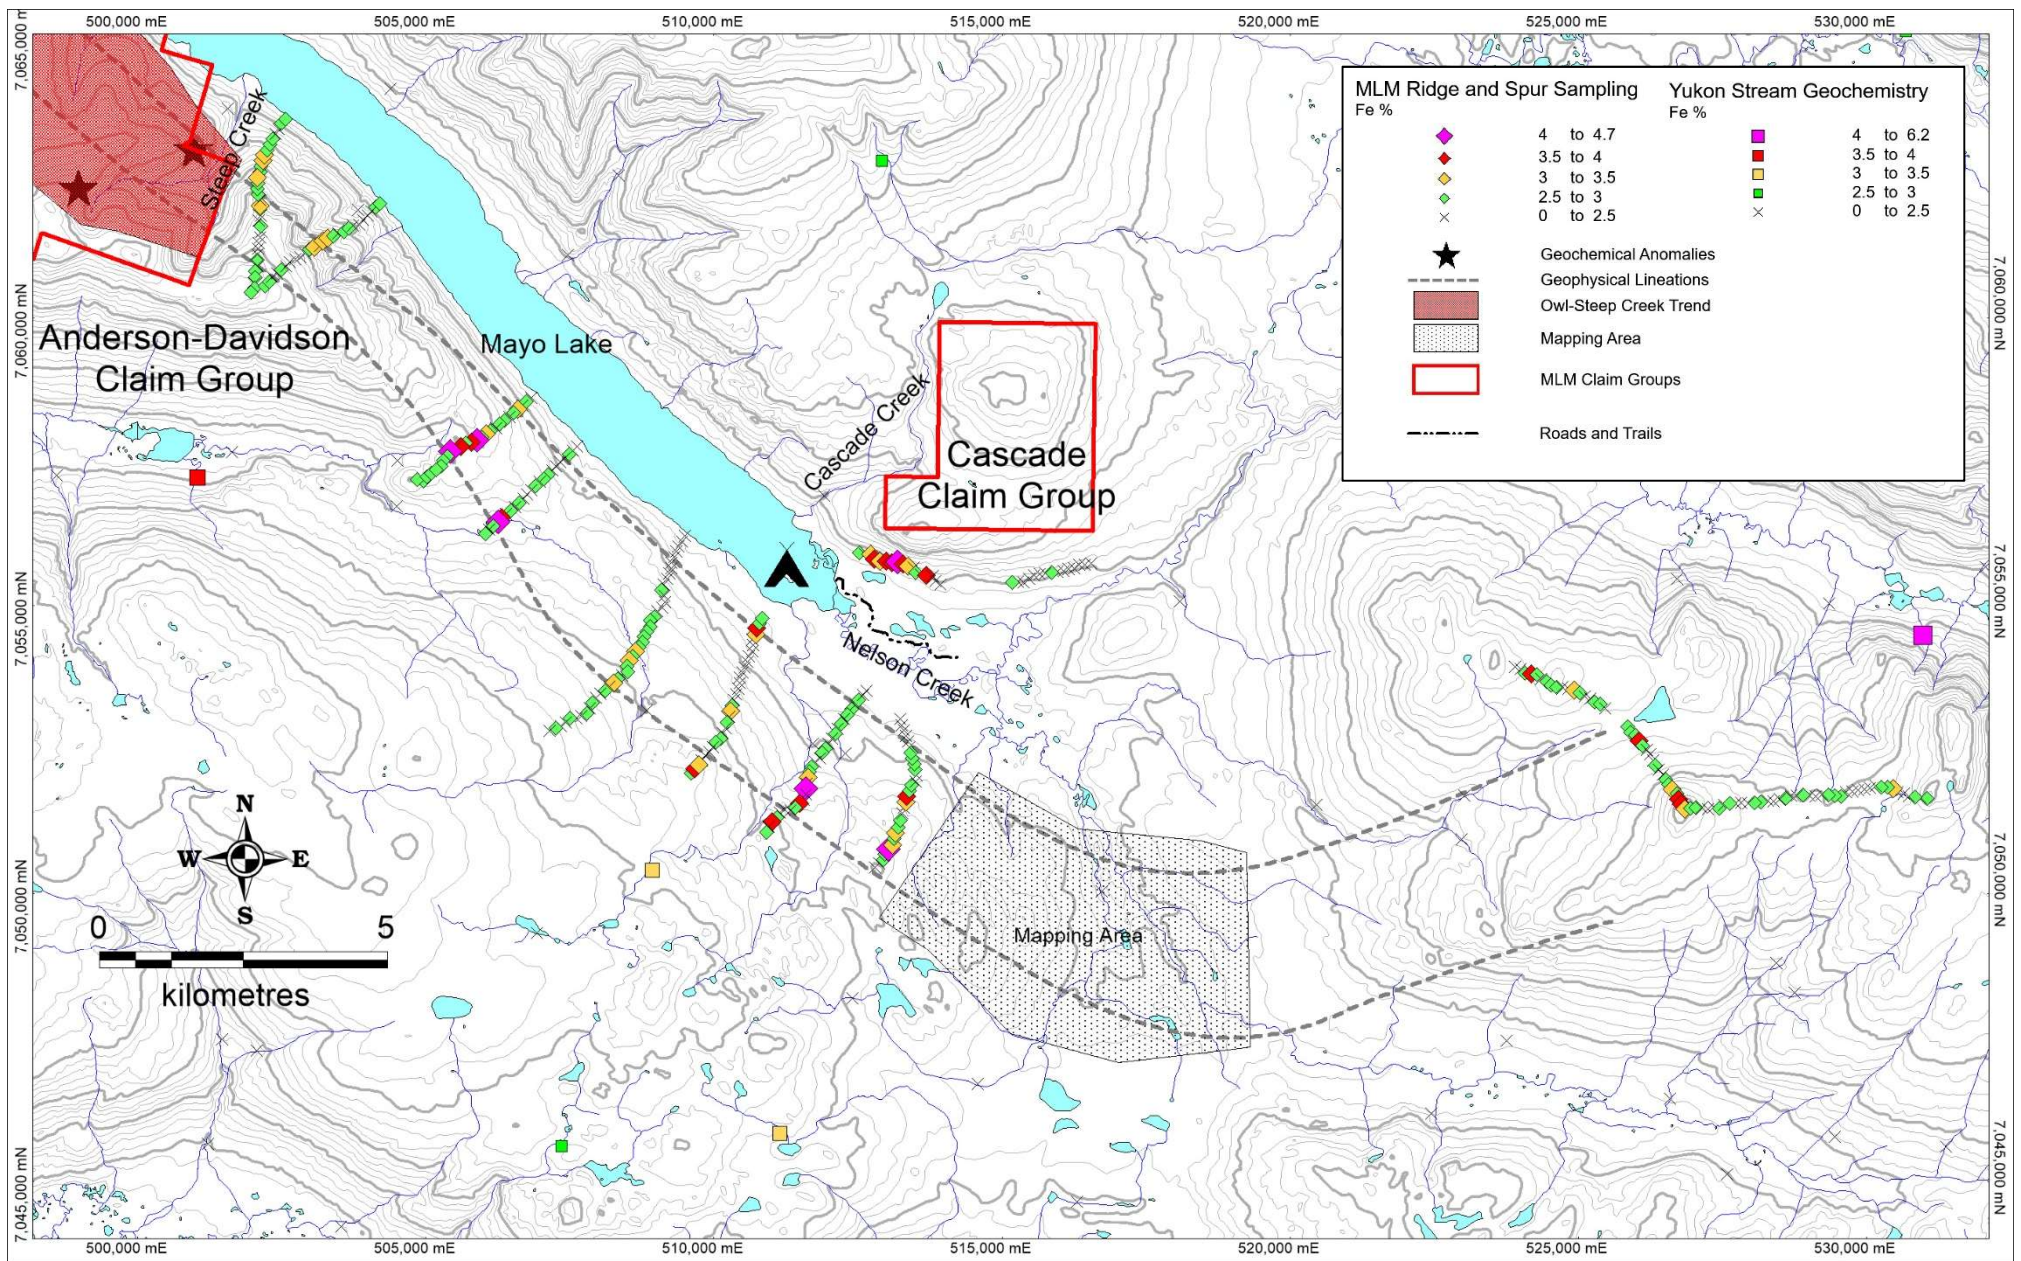 500,000 mE
505,000 mE
510,000 mE
515,000 mE
520,000 mE
525,000 mE
530,000 mE
7,065,000 m
7,060,000 mN
7,055,000 mN
7,050,000 mN
7,045,000 mN
7,060,000 mN
7,055,000 mN
7,050,000 mN
7,045,000 mN
MLM Ridge and Spur Sampling
Fe %
4 to 4.7
3.5 to 4
3 to 3.5
2.5 to 3
0 to 2.5
Yukon Stream Geochemistry
Fe %
4 to 6.2
3.5 to 4
3 to 3.5
2.5 to 3
0 to 2.5
Geochemical Anomalies
Geophysical Lineations
Owl-Steep Creek Trend
Mapping Area
MLM Claim Groups
Roads and Trails
Steep Creek
Anderson-Davidson
Claim Group
Mayo Lake
Cascade Creek
Cascade
Claim Group
Nelson Creek
Mapping Area
N
W
E
S
0
5
kilometres
500,000 mE
505,000 mE
510,000 mE
515,000 mE
520,000 mE
525,000 mE
530,000 mE